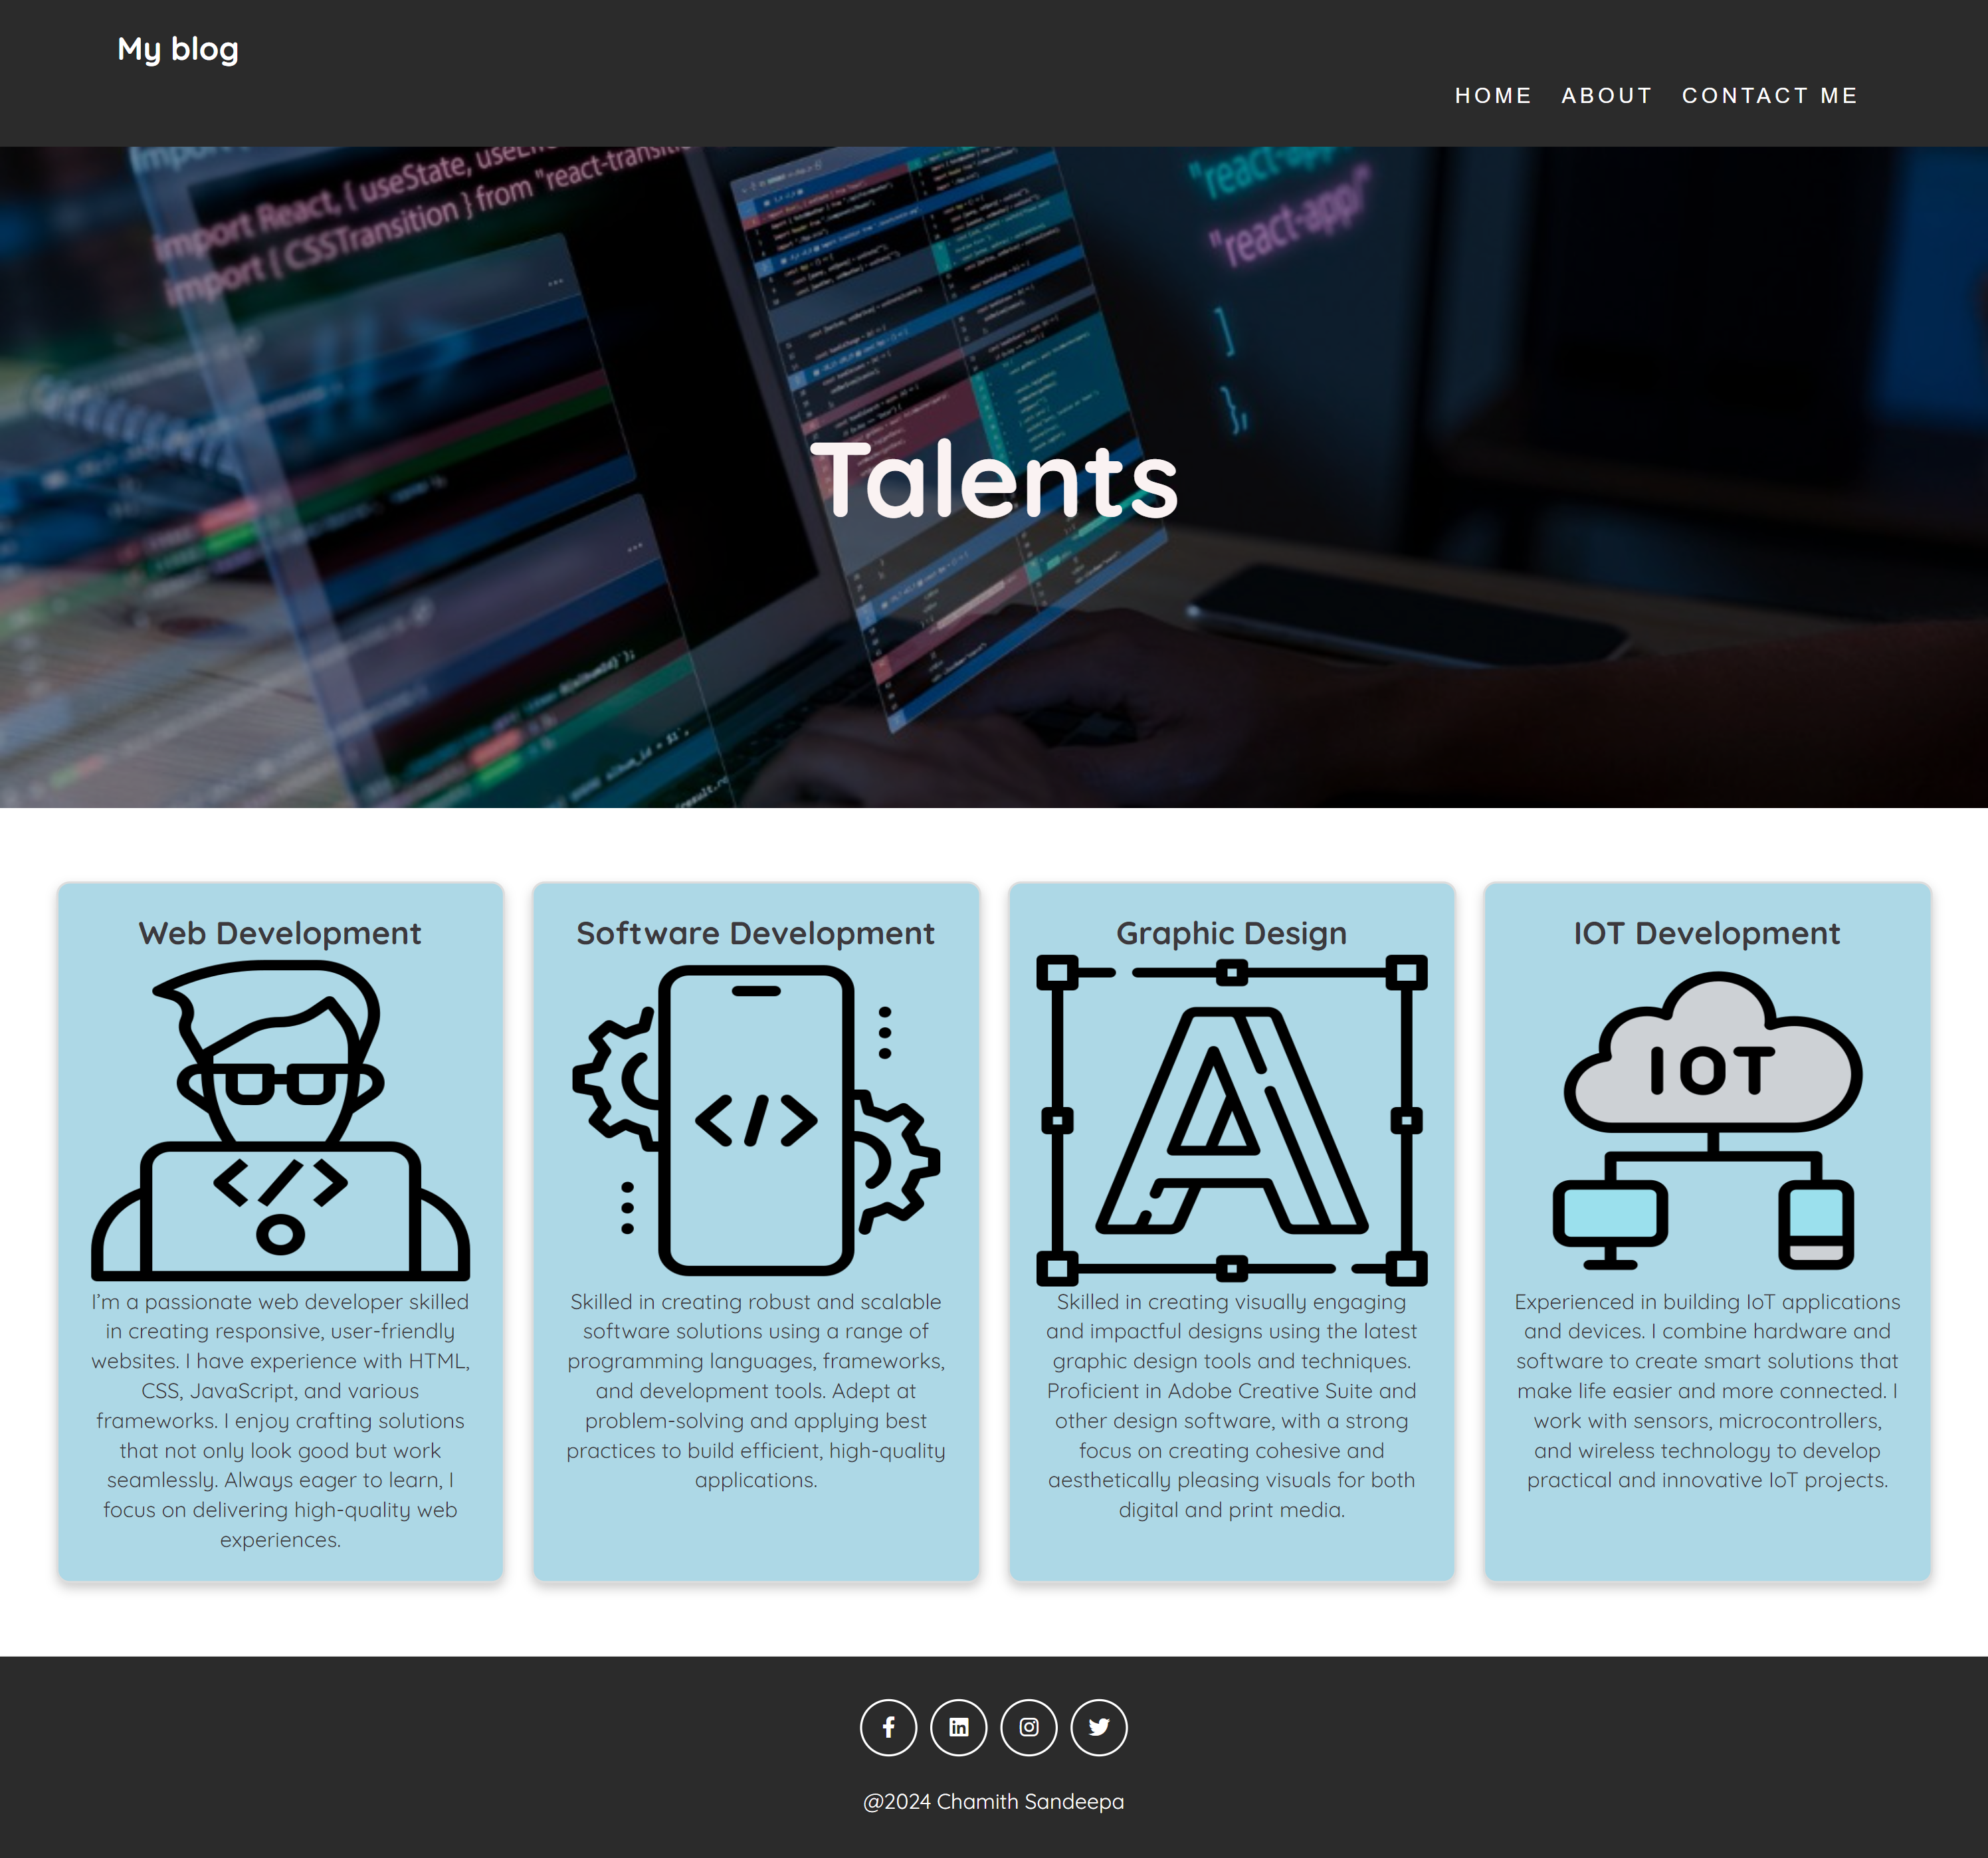 My blog
HOME ABOUT CONTACT ME
import React, { useState,
import { CSSTransition } from "react-transiti
"react-app
"react-app/"
]
},
Talents
Web Development
</>
I'm a passionate web developer skilled
in creating responsive, user-friendly
websites. I have experience with HTML,
CSS, JavaScript, and various
frameworks. I enjoy crafting solutions
that not only look good but work
seamlessly. Always eager to learn, I
focus on delivering high-quality web
experiences.
Software Development
</>
Skilled in creating robust and scalable
software solutions using a range of
programming languages, frameworks,
and development tools. Adept at
problem-solving and applying best
practices to build efficient, high-quality
applications.
Graphic Design
A
Skilled in creating visually engaging
and impactful designs using the latest
graphic design tools and techniques.
Proficient in Adobe Creative Suite and
other design software, with a strong
focus on creating cohesive and
aesthetically pleasing visuals for both
digital and print media.
IOT Development
IOT
Experienced in building IoT applications
and devices. I combine hardware and
software to create smart solutions that
make life easier and more connected. I
work with sensors, microcontrollers,
and wireless technology to develop
practical and innovative IoT projects.
@2024 Chamith Sandeepa